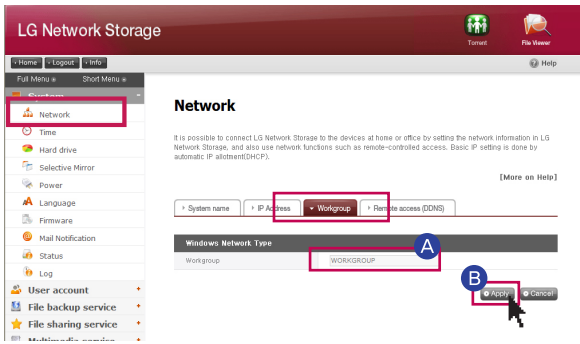 LG Network Storage
Torrent
File Viewer
Home
Logout
Info
Help
Full Menu
Short Menu
System
Network
Time
Hard drive
Selective Mirror
Power
Language
Firmware
Mail Notification
Status
Log
User account
File backup service
File sharing service
Multimedia service
Network
It is possible to connect LG Network Storage to the devices at home or office by setting the network information in LG
Network Storage, and also use network functions such as remote-controlled access. Basic IP setting is done by
automatic IP allotment(DHCP).
[More on Help]
System name
IP Address
Workgroup
Remote access (DDNS)
Windows Network Type
A
Workgroup
WORKGROUP
B
Apply
Cancel